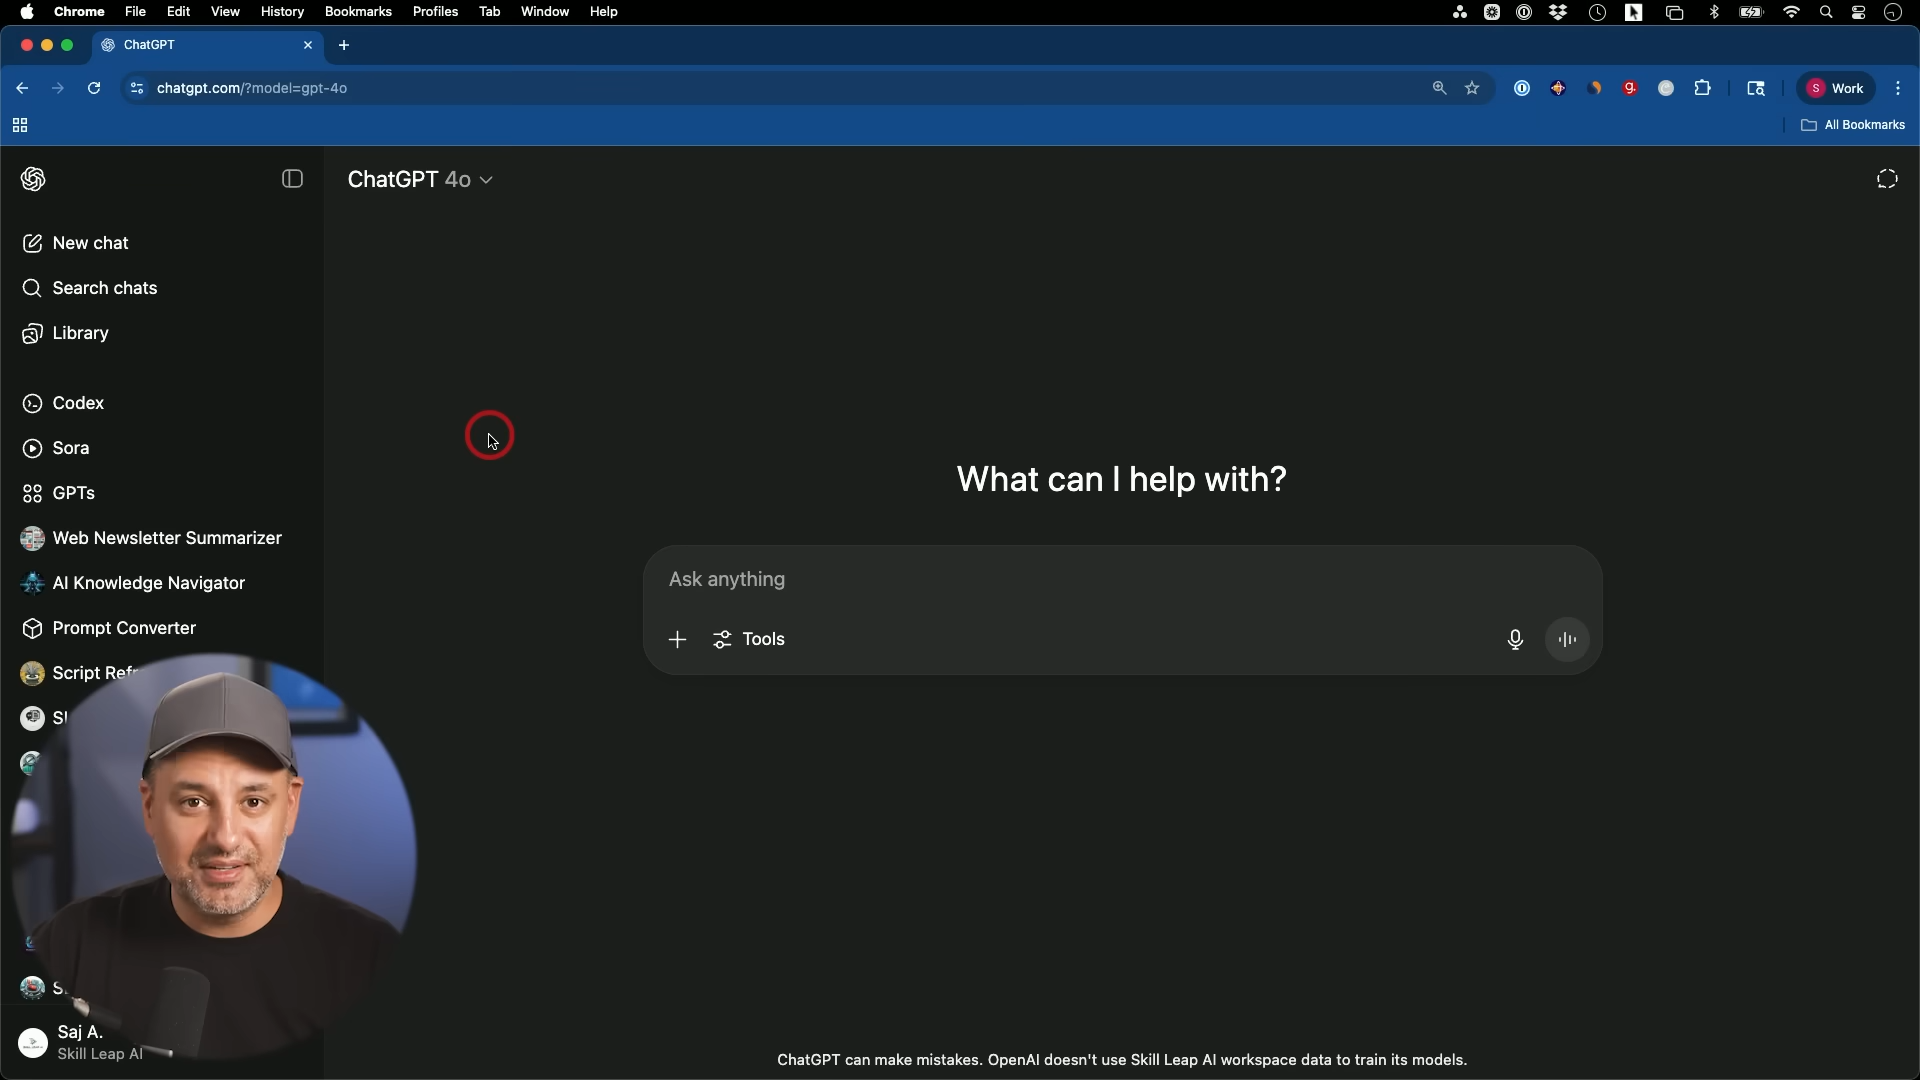 Chrome File Edit View History Bookmarks Profiles Tab Window Help
ChatGPT
chatgpt.com/?model=gpt-4o
S Work
All Bookmarks
ChatGPT 4o
New chat
Search chats
Library
Codex
Sora
GPTs
Web Newsletter Summarizer
AI Knowledge Navigator
Prompt Converter
Script
What can I help with?
Ask anything
Tools
Saj A.
Skill Leap AI
ChatGPT can make mistakes. OpenAI doesn't use Skill Leap AI workspace data to train its models.